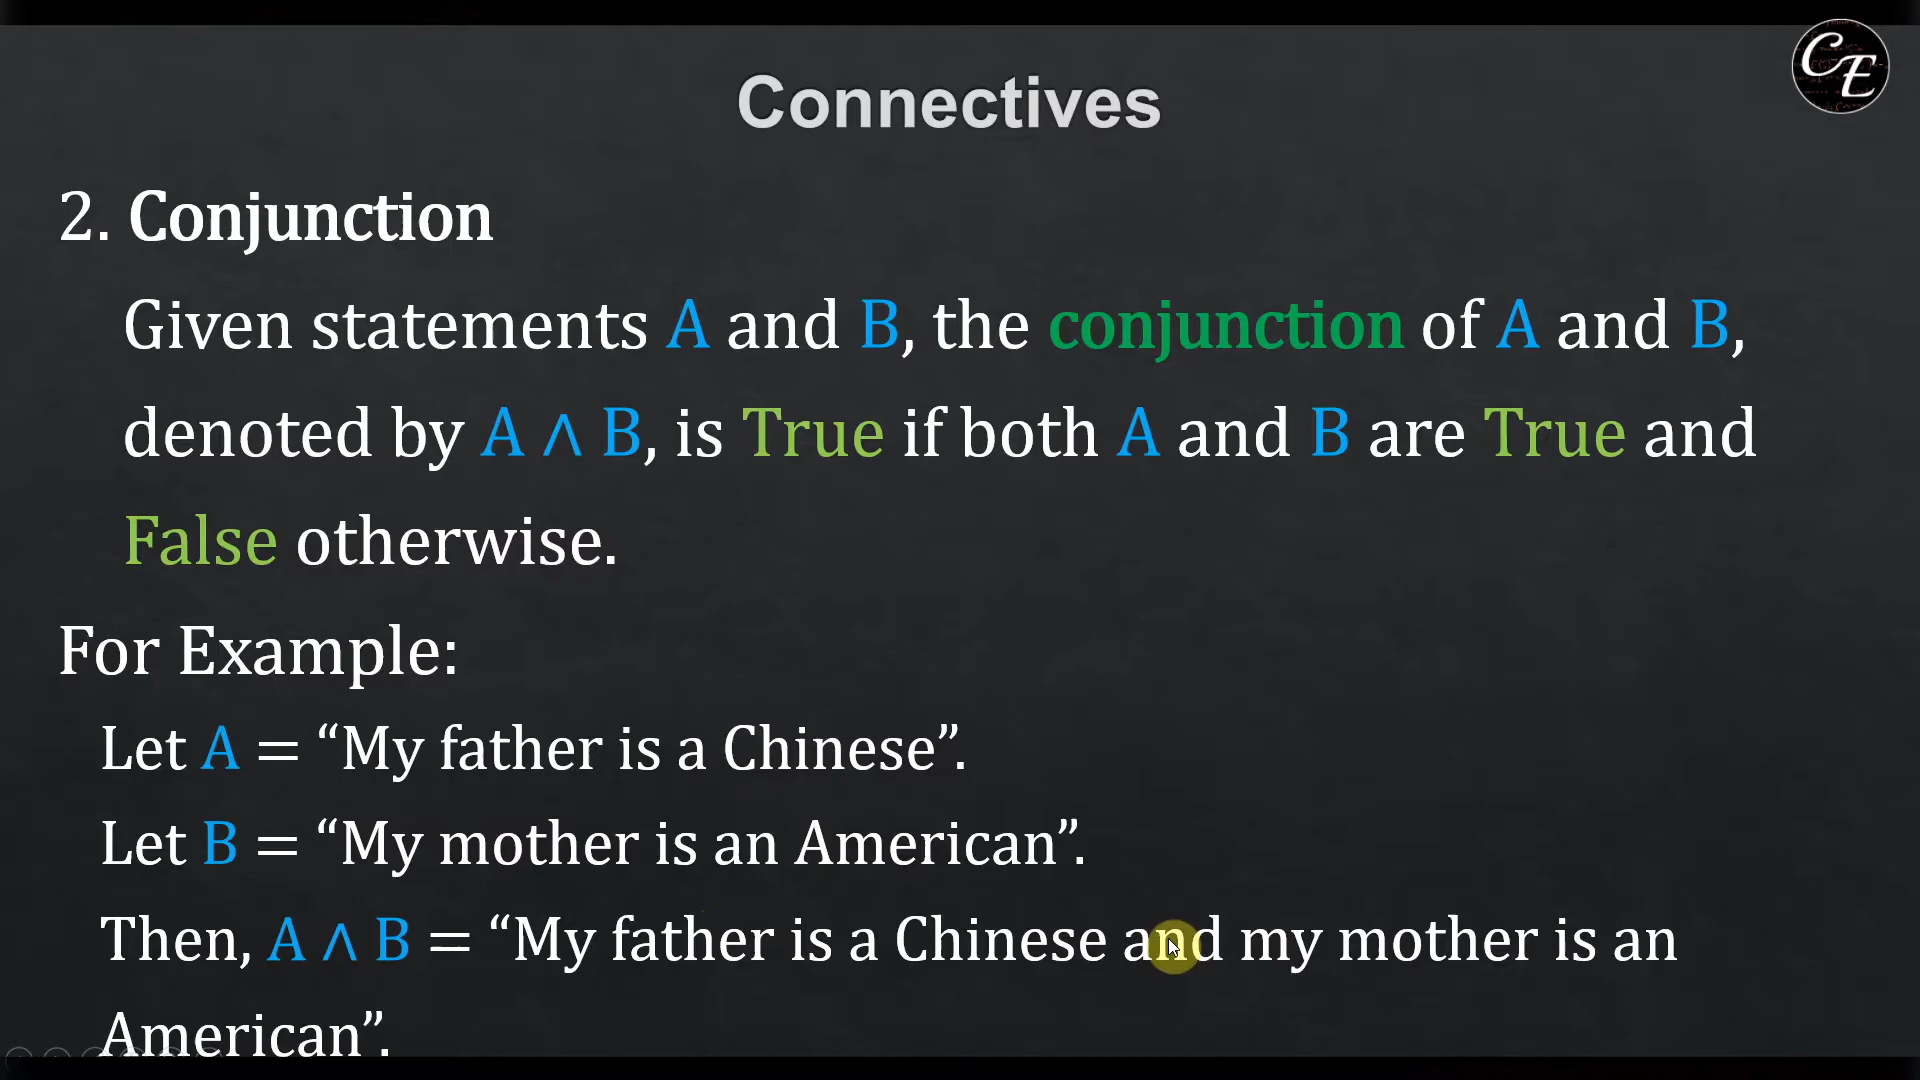 CE
Connectives
2. Conjunction
Given statements A and B, the conjunction of A and B,
denoted by A ∧ B, is True if both A and B are True and
False otherwise.
For Example:
Let A = “My father is a Chinese”.
Let B = “My mother is an American”.
Then, A ∧ B = “My father is a Chinese and my mother is an
American”.